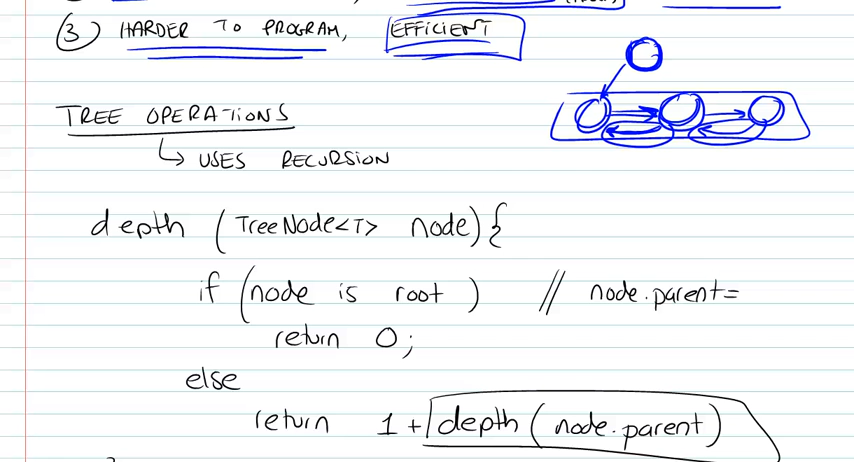 3 HARDER TO PROGRAM, EFFICIENT
TREE OPERATIONS
↳ USES RECURSION
depth (TreeNode<T> node){
if (node is root ) // node.parent=
return 0;
else
return 1 + depth( node.parent)